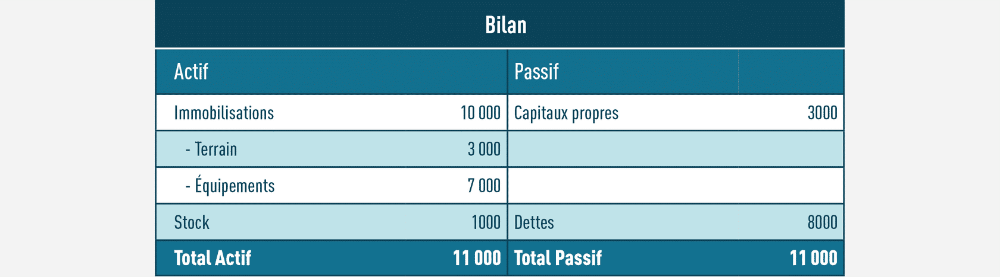 Bilan
Actif Passif
Immobilisations 10 000 Capitaux propres 3000
- Terrain 3 000
- Équipements 7 000
Stock 1000 Dettes 8000
Total Actif 11 000 Total Passif 11 000